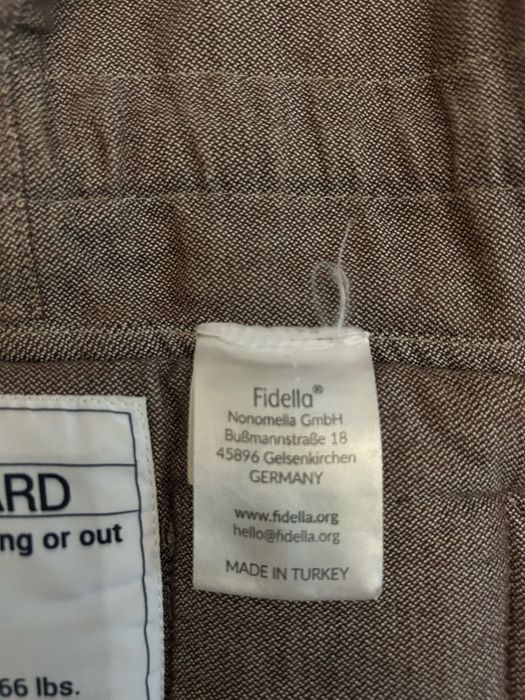 Fidella®
Nonomella GmbH
Bußmannstraße 18
45896 Gelsenkirchen
GERMANY
www.fidella.org
hello@fidella.org
MADE IN TURKEY
ARD
ng or out
66 lbs.